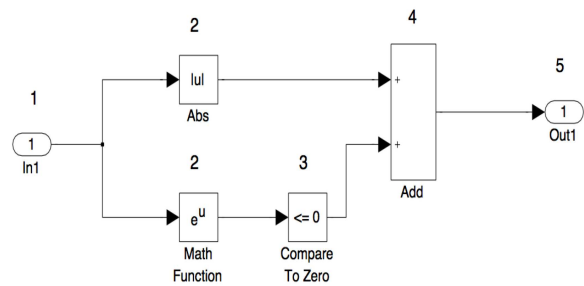 4
2
5
|u|
+
1
1
Abs
1
Out1
In1
2
3
+
Add
e^u
<= 0
Math
Function
Compare
To Zero